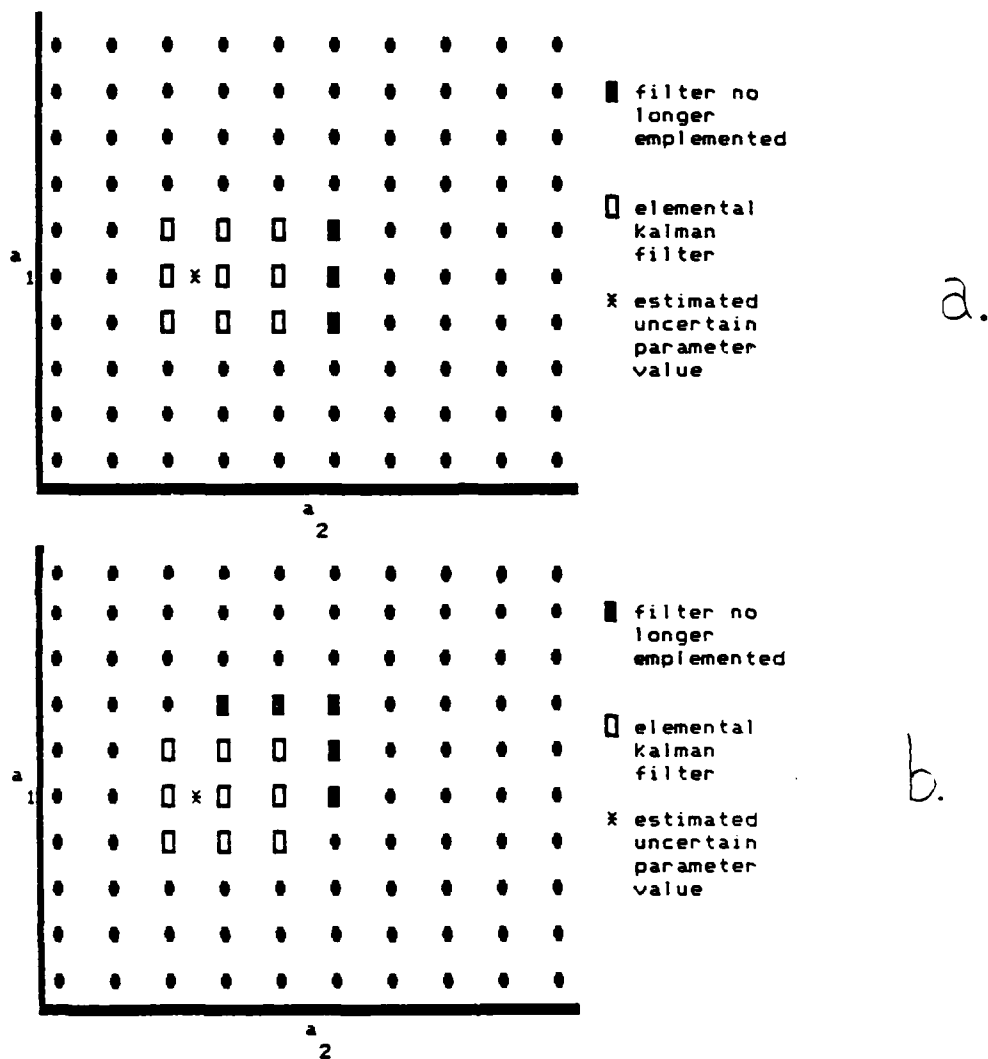 filter no
longer
emplemented
elemental
Kalman
filter
a
1
* estimated
uncertain
parameter
value
a.
a
2
filter no
longer
emplemented
elemental
Kalman
filter
a
1
* estimated
uncertain
parameter
value
b.
a
2